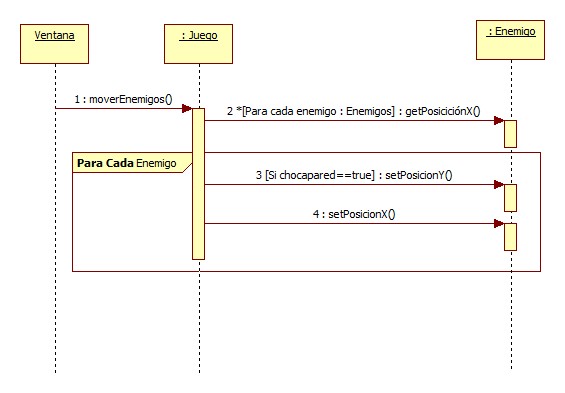 Ventana
: Juego
: Enemigo
1 : moverEnemigos()
2 *[Para cada enemigo : Enemigos] : getPosiciciónX()
Para Cada Enemigo
3 [Si chocapared==true] : setPosicionY()
4 : setPosicionX()